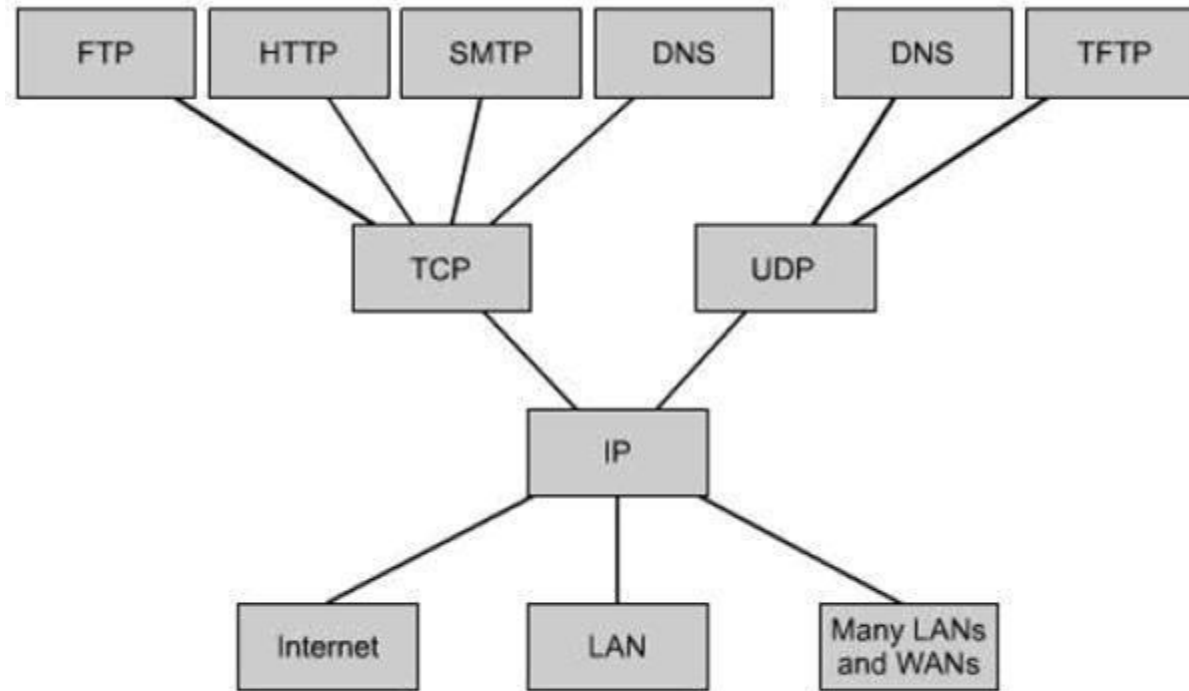 FTP
HTTP
SMTP
DNS
DNS
TFTP
TCP
UDP
IP
Internet
LAN
Many LANs
and WANs